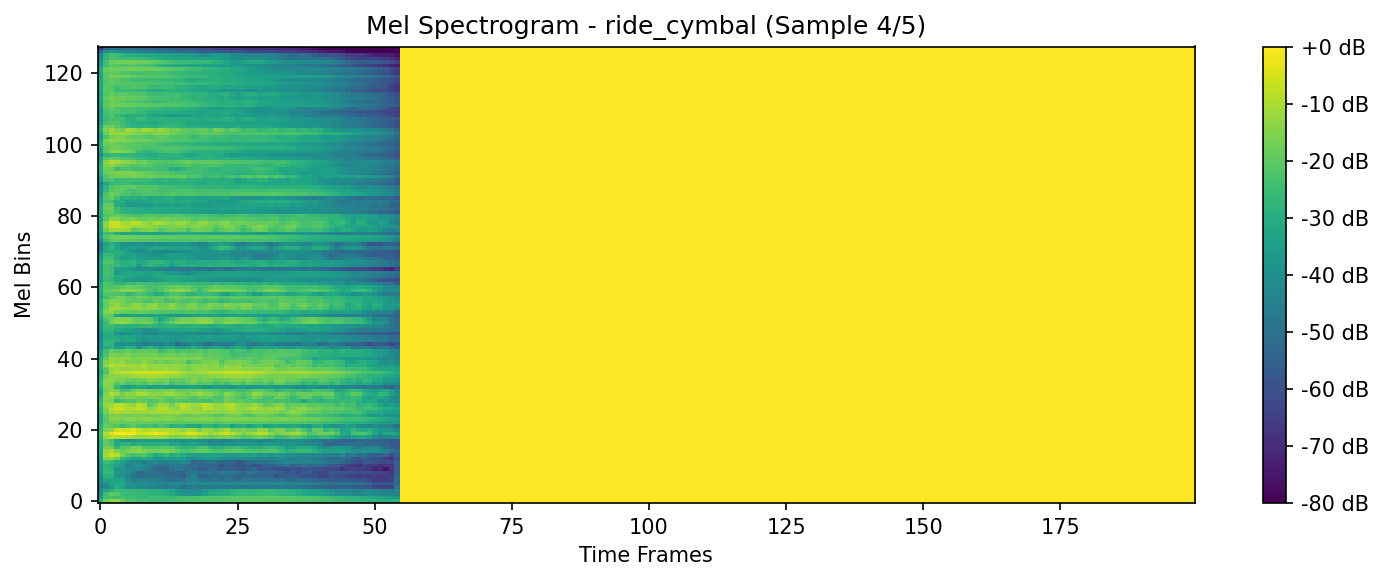 Mel Spectrogram - ride_cymbal (Sample 4/5)
Mel Bins
120
100
80
60
40
20
0
0 25 50 75 100 125 150 175
Time Frames
+0 dB
-10 dB
-20 dB
-30 dB
-40 dB
-50 dB
-60 dB
-70 dB
-80 dB